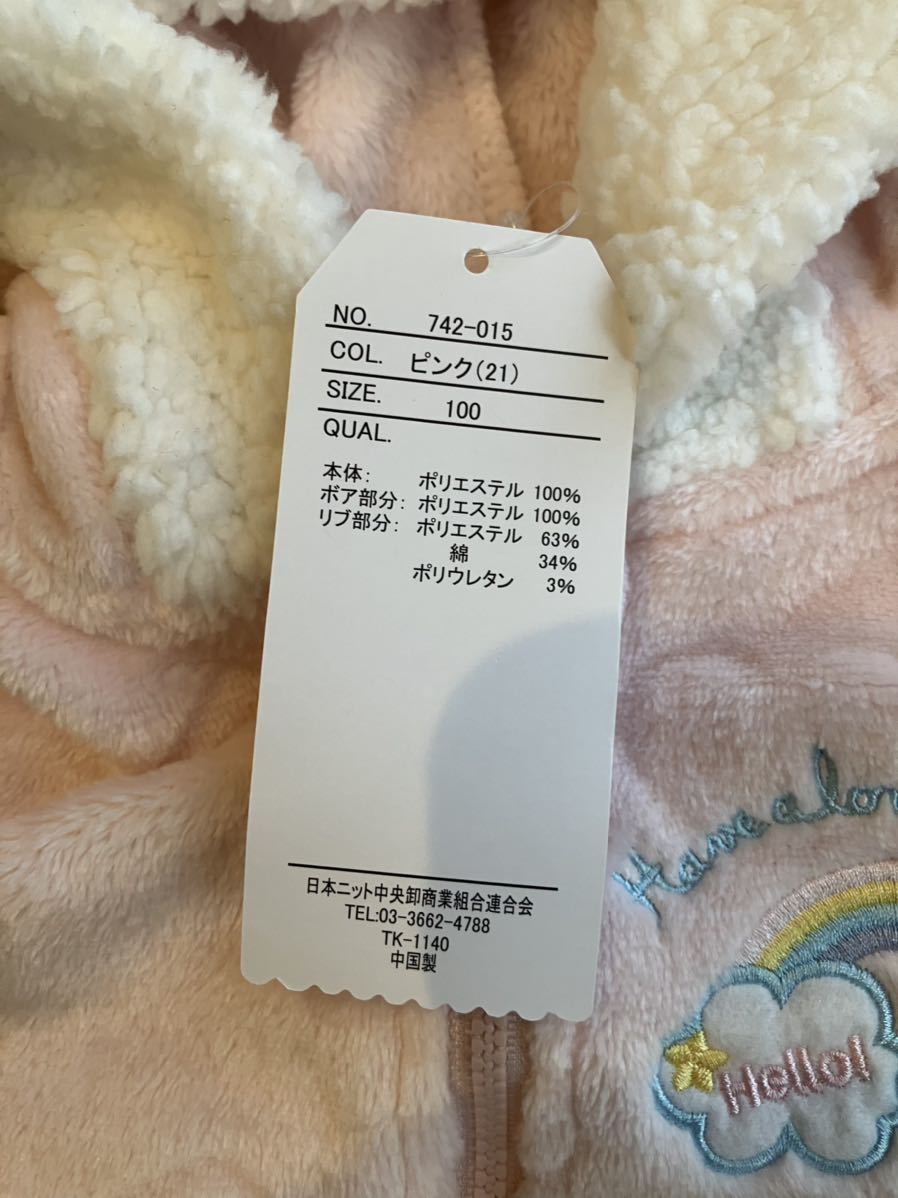 NO. 742-015
COL. ピンク(21)
SIZE. 100
QUAL.
本体: ポリエステル 100%
ボア部分: ポリエステル 100%
リブ部分: ポリエステル 63%
綿 34%
ポリウレタン 3%
日本ニット中央卸商業組合連合会
TEL:03-3662-4788
TK-1140
中国製
Have a lov
Hello!